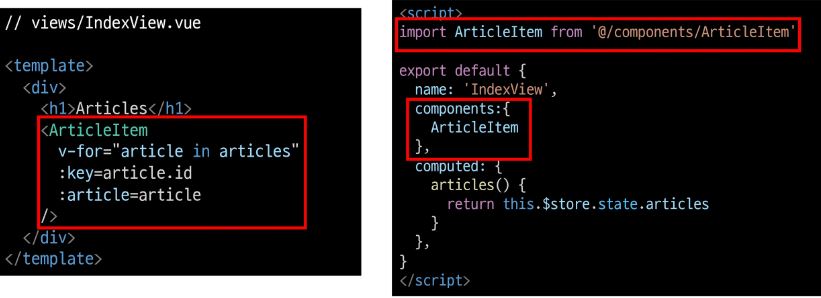 // views/IndexView.vue
<template>
  <div>
    <h1>Articles</h1>
    <ArticleItem
      v-for="article in articles"
      :key=article.id
      :article=article
    />
  </div>
</template>
<script>
import ArticleItem from '@/components/ArticleItem'
export default {
  name: 'IndexView',
  components:{
    ArticleItem
  },
  computed: {
    articles() {
      return this.$store.state.articles
    }
  },
}
</script>